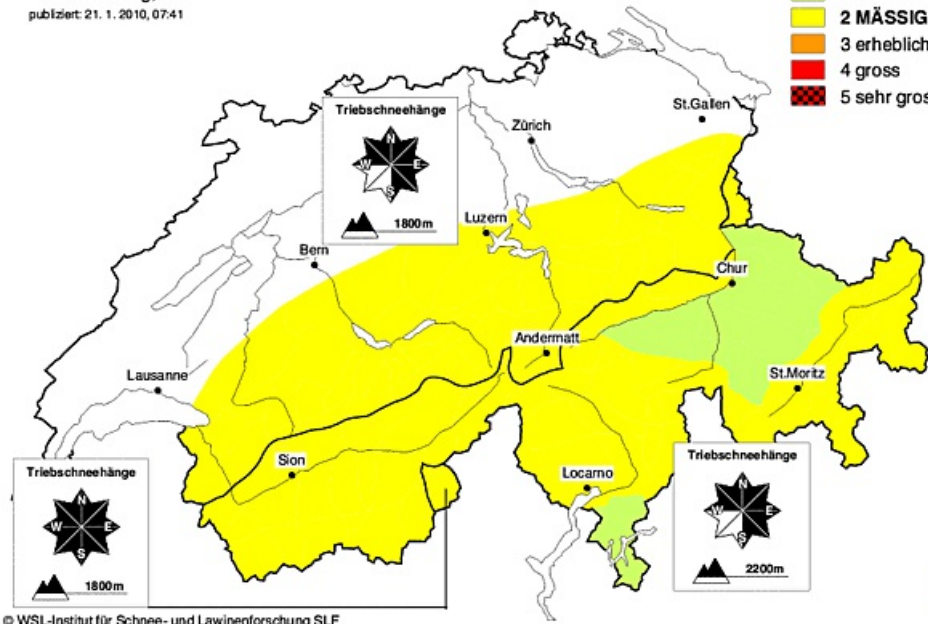 publiziert: 21. 1. 2010, 07:41
2 MÄSSIG
3 erheblich
4 gross
5 sehr gros
St.Gallen
Triebschneehänge
N
W E
S
1800m
Zürich
Luzern
Bern
Chur
Andermatt
Lausanne
St.Moritz
Sion
Locarno
Triebschneehänge
N
W E
S
2200m
Triebschneehänge
N
W E
S
1800m
© WSL-Institut für Schnee- und Lawinenforschung SLF